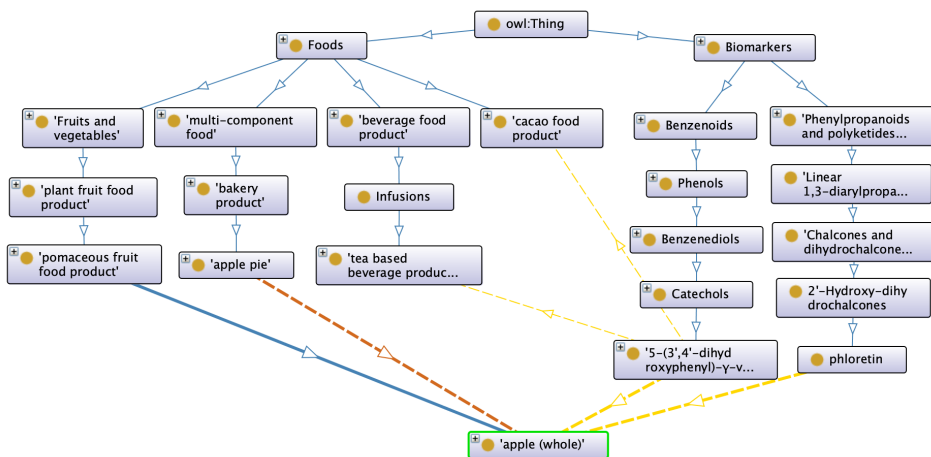 owl:Thing
Foods
Biomarkers
'Fruits and
vegetables'
'multi-component
food'
'beverage food
product'
'cacao food
product'
Benzenoids
'Phenylpropanoids
and polyketides...
'plant fruit food
product'
'bakery
product'
Infusions
Phenols
'Linear
1,3-diarylpropa...
'pomaceous fruit
food product'
'apple pie'
'tea based
beverage produc...
Benzenediols
'Chalcones and
dihydrochalcone...
Catechols
2'-Hydroxy-dihy
drochalcones
'5-(3',4'-dihyd
roxyphenyl)-γ-v...
phloretin
'apple (whole)'